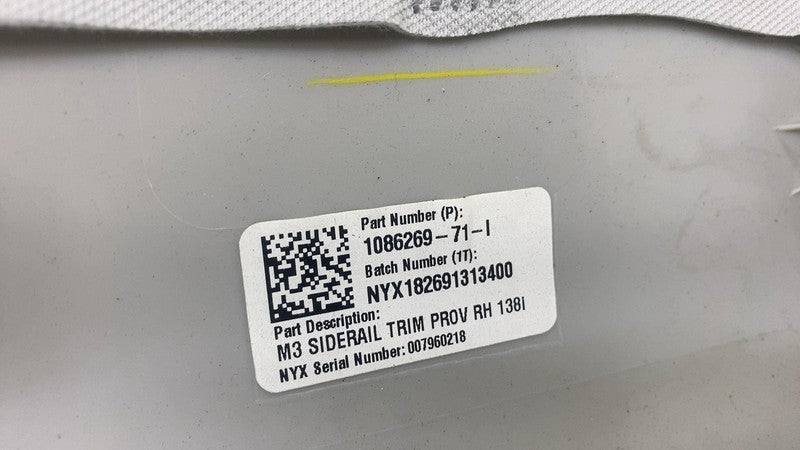 Part Number (P):
1086269-71-I
Batch Number (1T):
NYX182691313400
Part Description:
M3 SIDERAIL TRIM PROV RH 138I
NYX Serial Number: 007960218